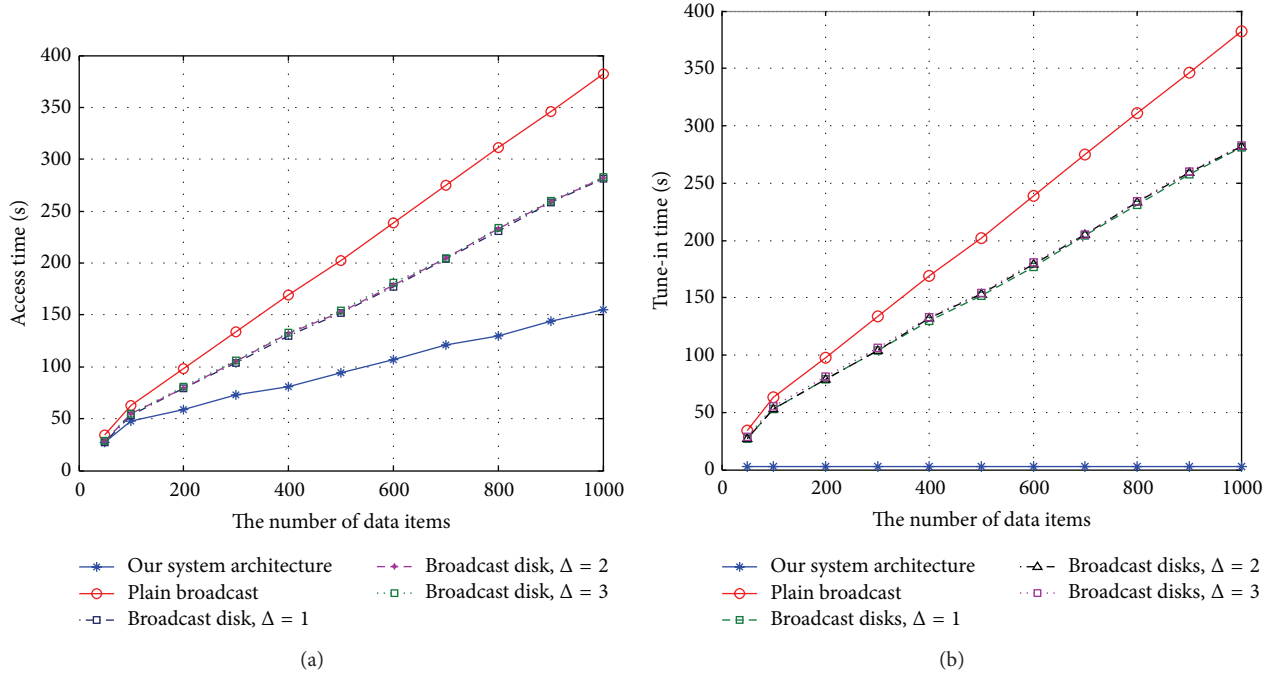 400
350
300
250
200
150
100
50
0
Access time (s)
0 200 400 600 800 1000
The number of data items
Our system architecture
Plain broadcast
Broadcast disk, Δ = 1
Broadcast disk, Δ = 2
Broadcast disk, Δ = 3
(a)
400
350
300
250
200
150
100
50
0
Tune-in time (s)
0 200 400 600 800 1000
The number of data items
Our system architecture
Plain broadcast
Broadcast disks, Δ = 1
Broadcast disks, Δ = 2
Broadcast disks, Δ = 3
(b)